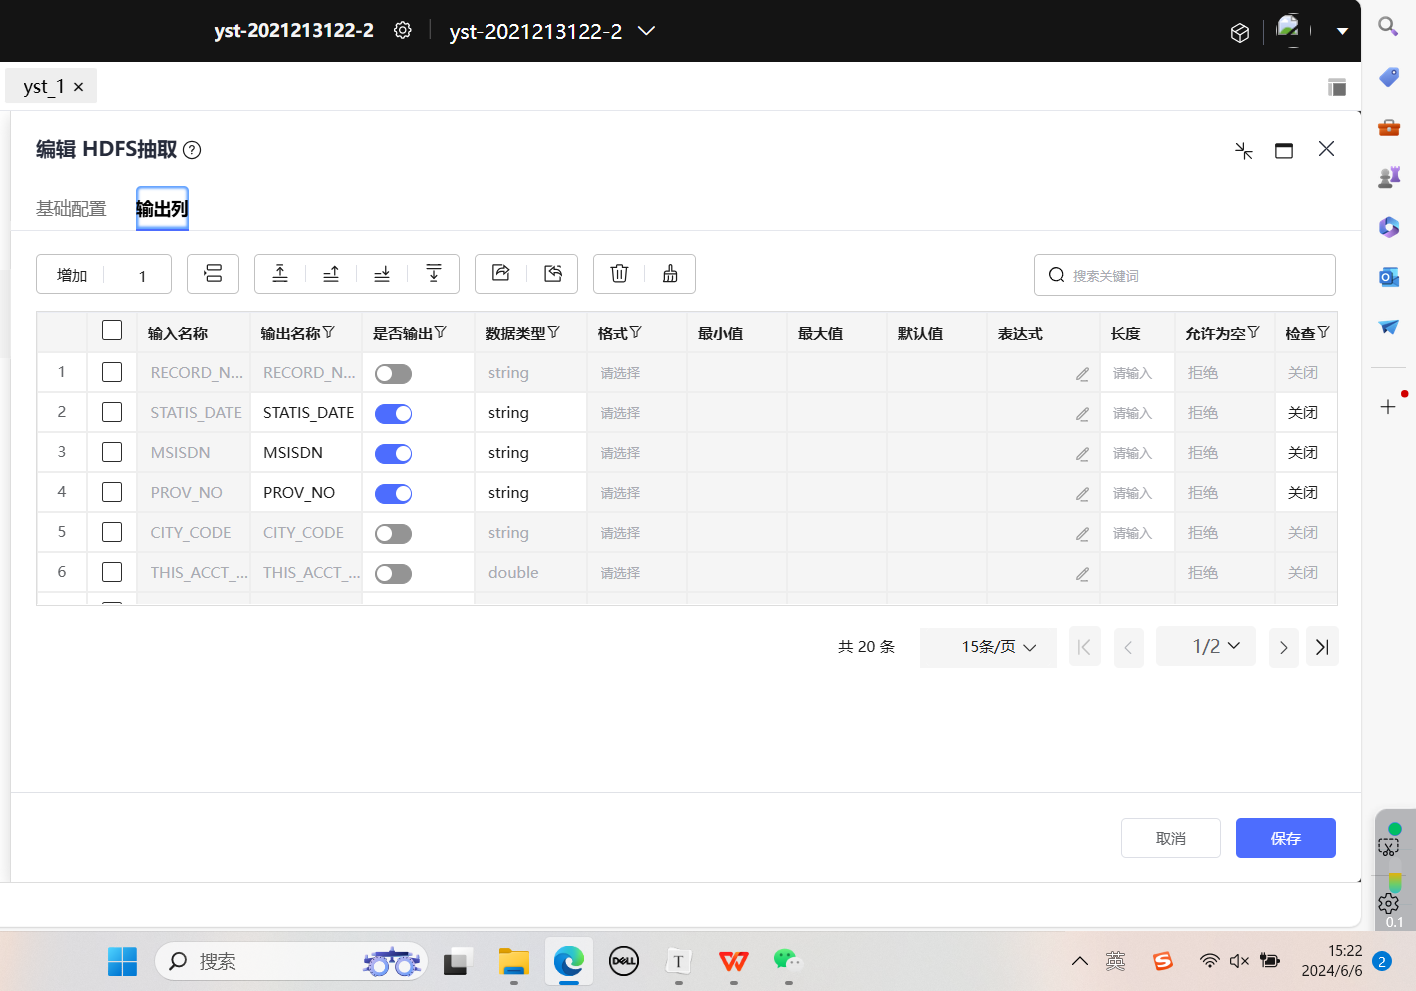 yst-2021213122-2 yst-2021213122-2
yst_1 ×
编辑 HDFS抽取
基础配置 输出列
增加 1 搜索关键词
输入名称 输出名称 是否输出 数据类型 格式 最小值 最大值 默认值 表达式 长度 允许为空 检查
1 RECORD_N... RECORD_N... string 请选择 请输入 拒绝 关闭
2 STATIS_DATE STATIS_DATE string 请选择 请输入 拒绝 关闭
3 MSISDN MSISDN string 请选择 请输入 拒绝 关闭
4 PROV_NO PROV_NO string 请选择 请输入 拒绝 关闭
5 CITY_CODE CITY_CODE string 请选择 请输入 拒绝 关闭
6 THIS_ACCT_... THIS_ACCT_... double 请选择 拒绝 关闭
共 20 条 15条/页 1/2
取消 保存
0.1
搜索 DELL T 英 15:22
2024/6/6 2